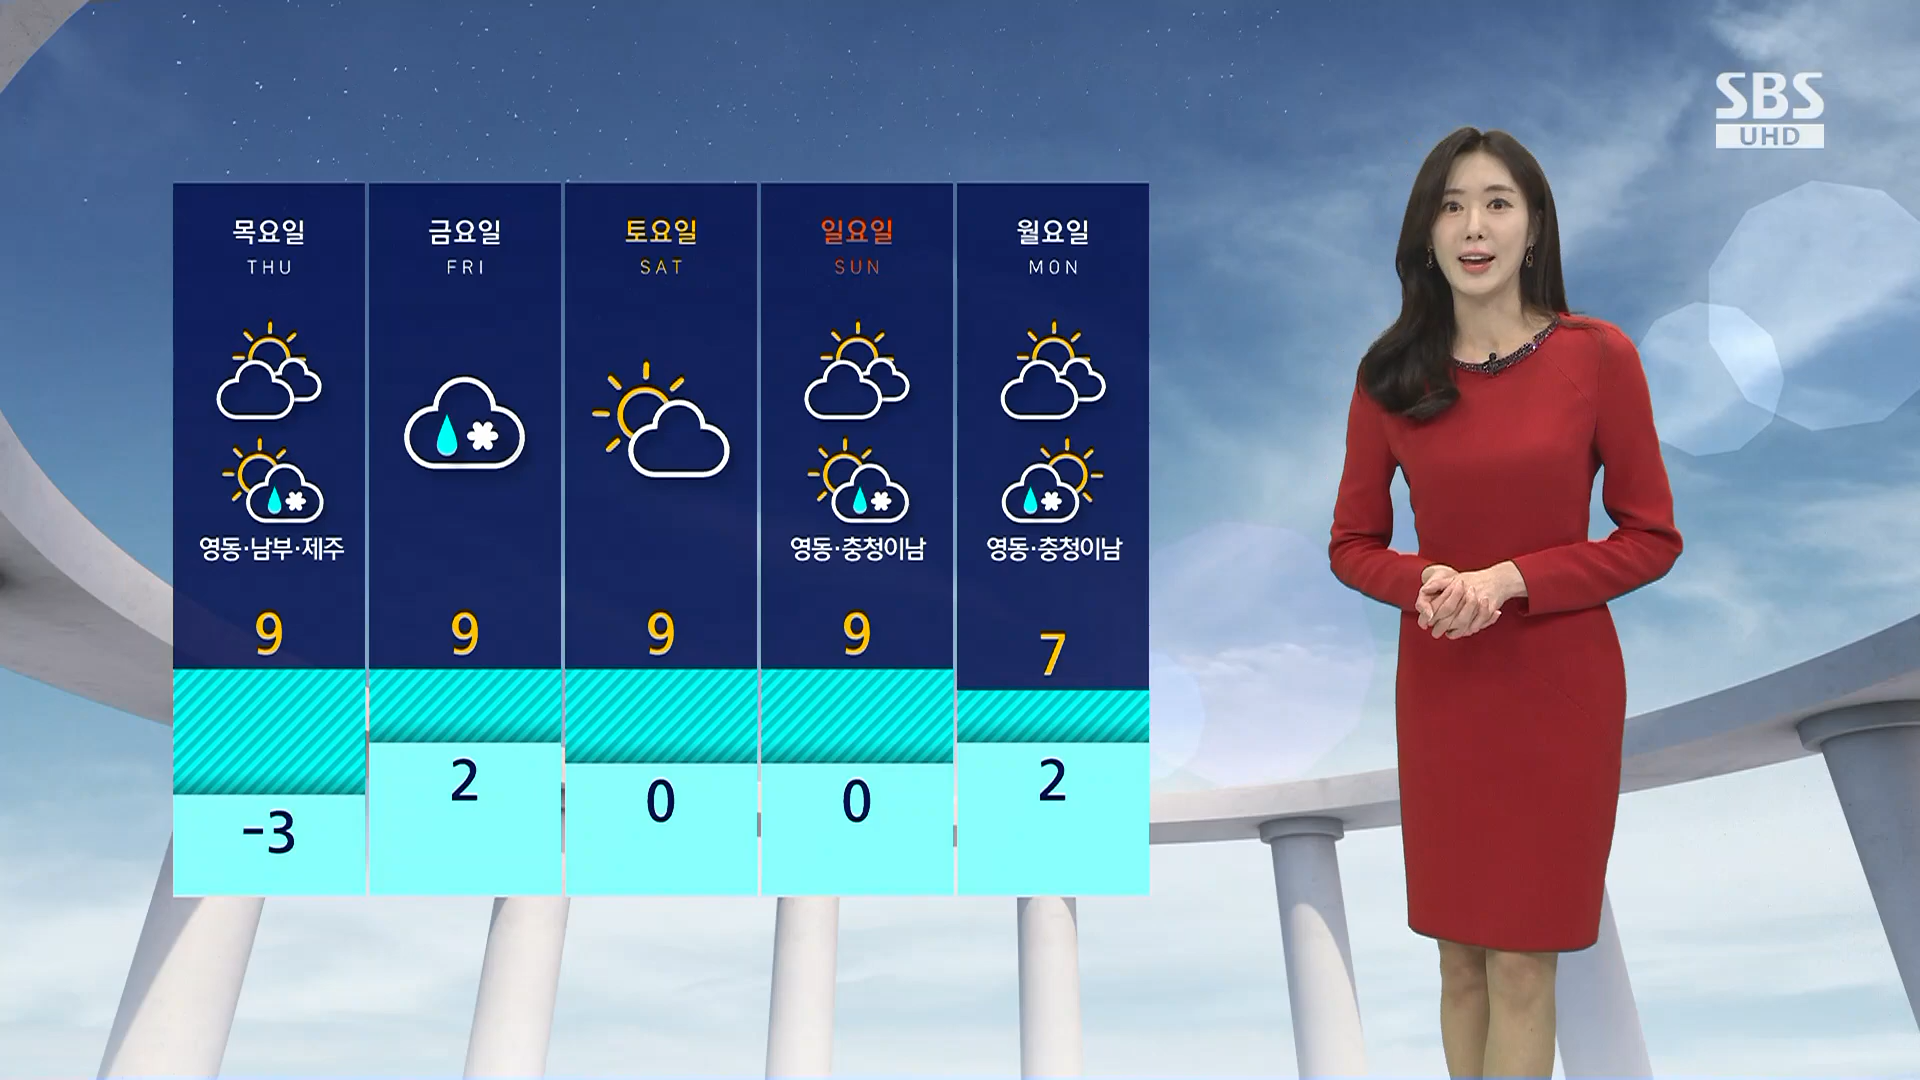 SBS
UHD
목요일
THU
영동·남부·제주
9
-3
금요일
FRI
9
2
토요일
SAT
9
0
일요일
SUN
영동·충청이남
9
0
월요일
MON
영동·충청이남
7
2